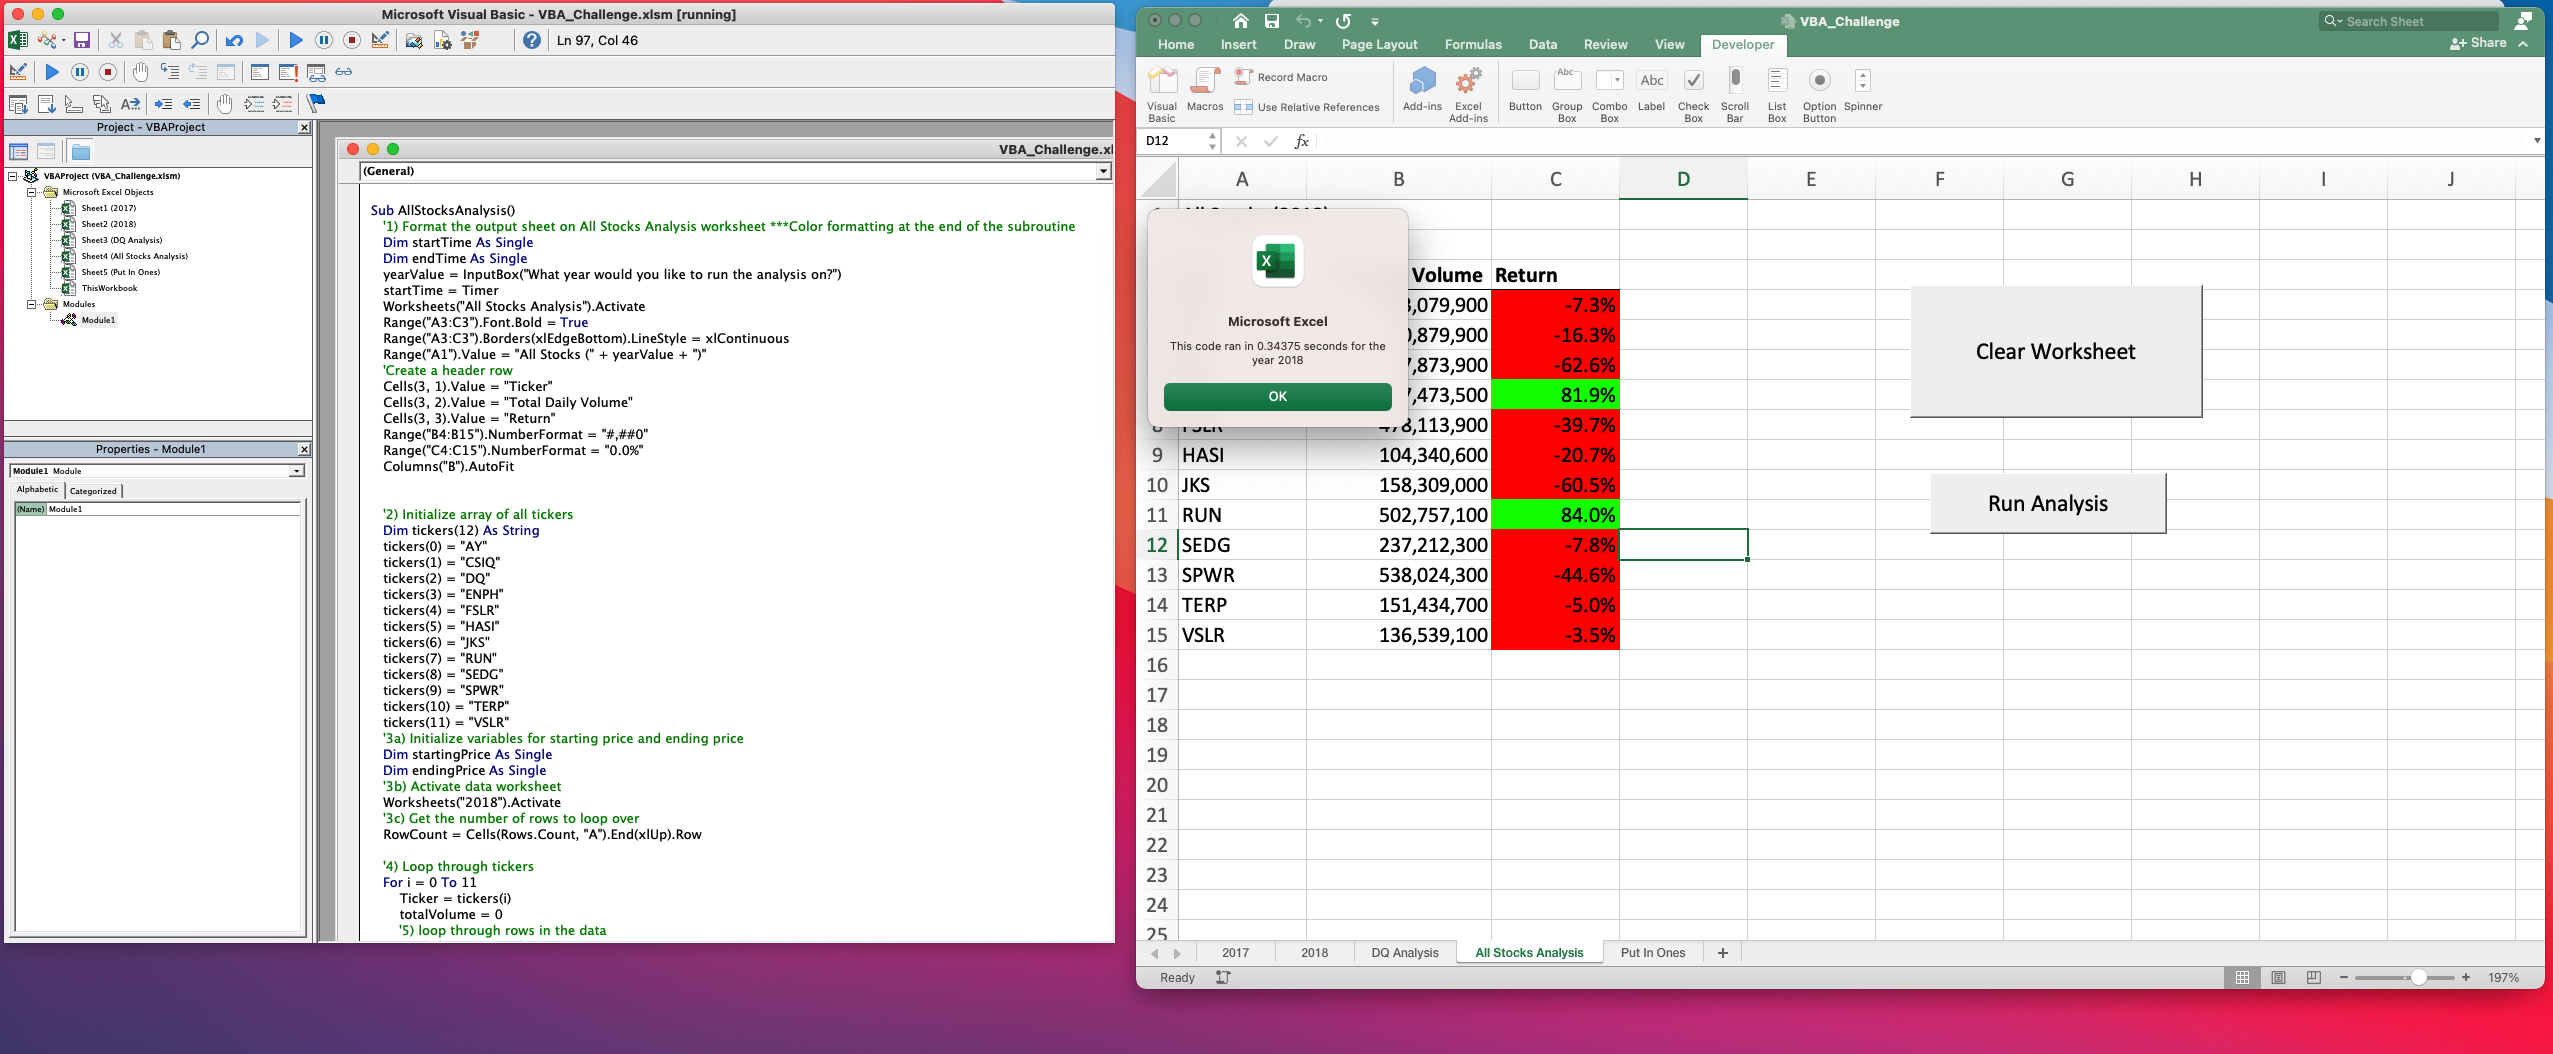 Microsoft Visual Basic - VBA_Challenge.xlsm [running]
Ln 97, Col 46
Project - VBAProject
VBAProject (VBA_Challenge.xlsm)
Microsoft Excel Objects
Sheet1 (2017)
Sheet2 (2018)
Sheet3 (DQ Analysis)
Sheet4 (All Stocks Analysis)
Sheet5 (Put In Ones)
ThisWorkbook
Modules
Module1
Properties - Module1
Module1 Module
Alphabetic Categorized
(Name) Module1
VBA_Challenge.xl
(General)
Sub AllStocksAnalysis()
'1) Format the output sheet on All Stocks Analysis worksheet ***Color formatting at the end of the subroutine
Dim startTime As Single
Dim endTime As Single
yearValue = InputBox("What year would you like to run the analysis on?")
startTime = Timer
Worksheets("All Stocks Analysis").Activate
Range("A3:C3").Font.Bold = True
Range("A3:C3").Borders(xlEdgeBottom).LineStyle = xlContinuous
Range("A1").Value = "All Stocks (" + yearValue + ")"
'Create a header row
Cells(3, 1).Value = "Ticker"
Cells(3, 2).Value = "Total Daily Volume"
Cells(3, 3).Value = "Return"
Range("B4:B15").NumberFormat = "#,##0"
Range("C4:C15").NumberFormat = "0.0%"
Columns("B").AutoFit
'2) Initialize array of all tickers
Dim tickers(12) As String
tickers(0) = "AY"
tickers(1) = "CSIQ"
tickers(2) = "DQ"
tickers(3) = "ENPH"
tickers(4) = "FSLR"
tickers(5) = "HASI"
tickers(6) = "JKS"
tickers(7) = "RUN"
tickers(8) = "SEDG"
tickers(9) = "SPWR"
tickers(10) = "TERP"
tickers(11) = "VSLR"
'3a) Initialize variables for starting price and ending price
Dim startingPrice As Single
Dim endingPrice As Single
'3b) Activate data worksheet
Worksheets("2018").Activate
'3c) Get the number of rows to loop over
RowCount = Cells(Rows.Count, "A").End(xlUp).Row
'4) Loop through tickers
For i = 0 To 11
Ticker = tickers(i)
totalVolume = 0
'5) loop through rows in the data
VBA_Challenge
Search Sheet
Home Insert Draw Page Layout Formulas Data Review View Developer
Share
Visual Basic
Macros
Record Macro
Use Relative References
Add-ins
Excel Add-ins
Button
Group Box
Combo Box
Label
Check Box
Scroll Bar
List Box
Option Button
Spinner
Abc
Abc
D12
fx
A B C D E F G H I J
Volume Return
3,079,900 -7.3%
,879,900 -16.3%
7,873,900 -62.6%
7,473,500 81.9%
8 FSLR 478,113,900 -39.7%
9 HASI 104,340,600 -20.7%
10 JKS 158,309,000 -60.5%
11 RUN 502,757,100 84.0%
12 SEDG 237,212,300 -7.8%
13 SPWR 538,024,300 -44.6%
14 TERP 151,434,700 -5.0%
15 VSLR 136,539,100 -3.5%
16
17
18
19
20
21
22
23
24
25
Microsoft Excel
This code ran in 0.34375 seconds for the
year 2018
OK
Clear Worksheet
Run Analysis
2017 2018 DQ Analysis All Stocks Analysis Put In Ones +
Ready
197%